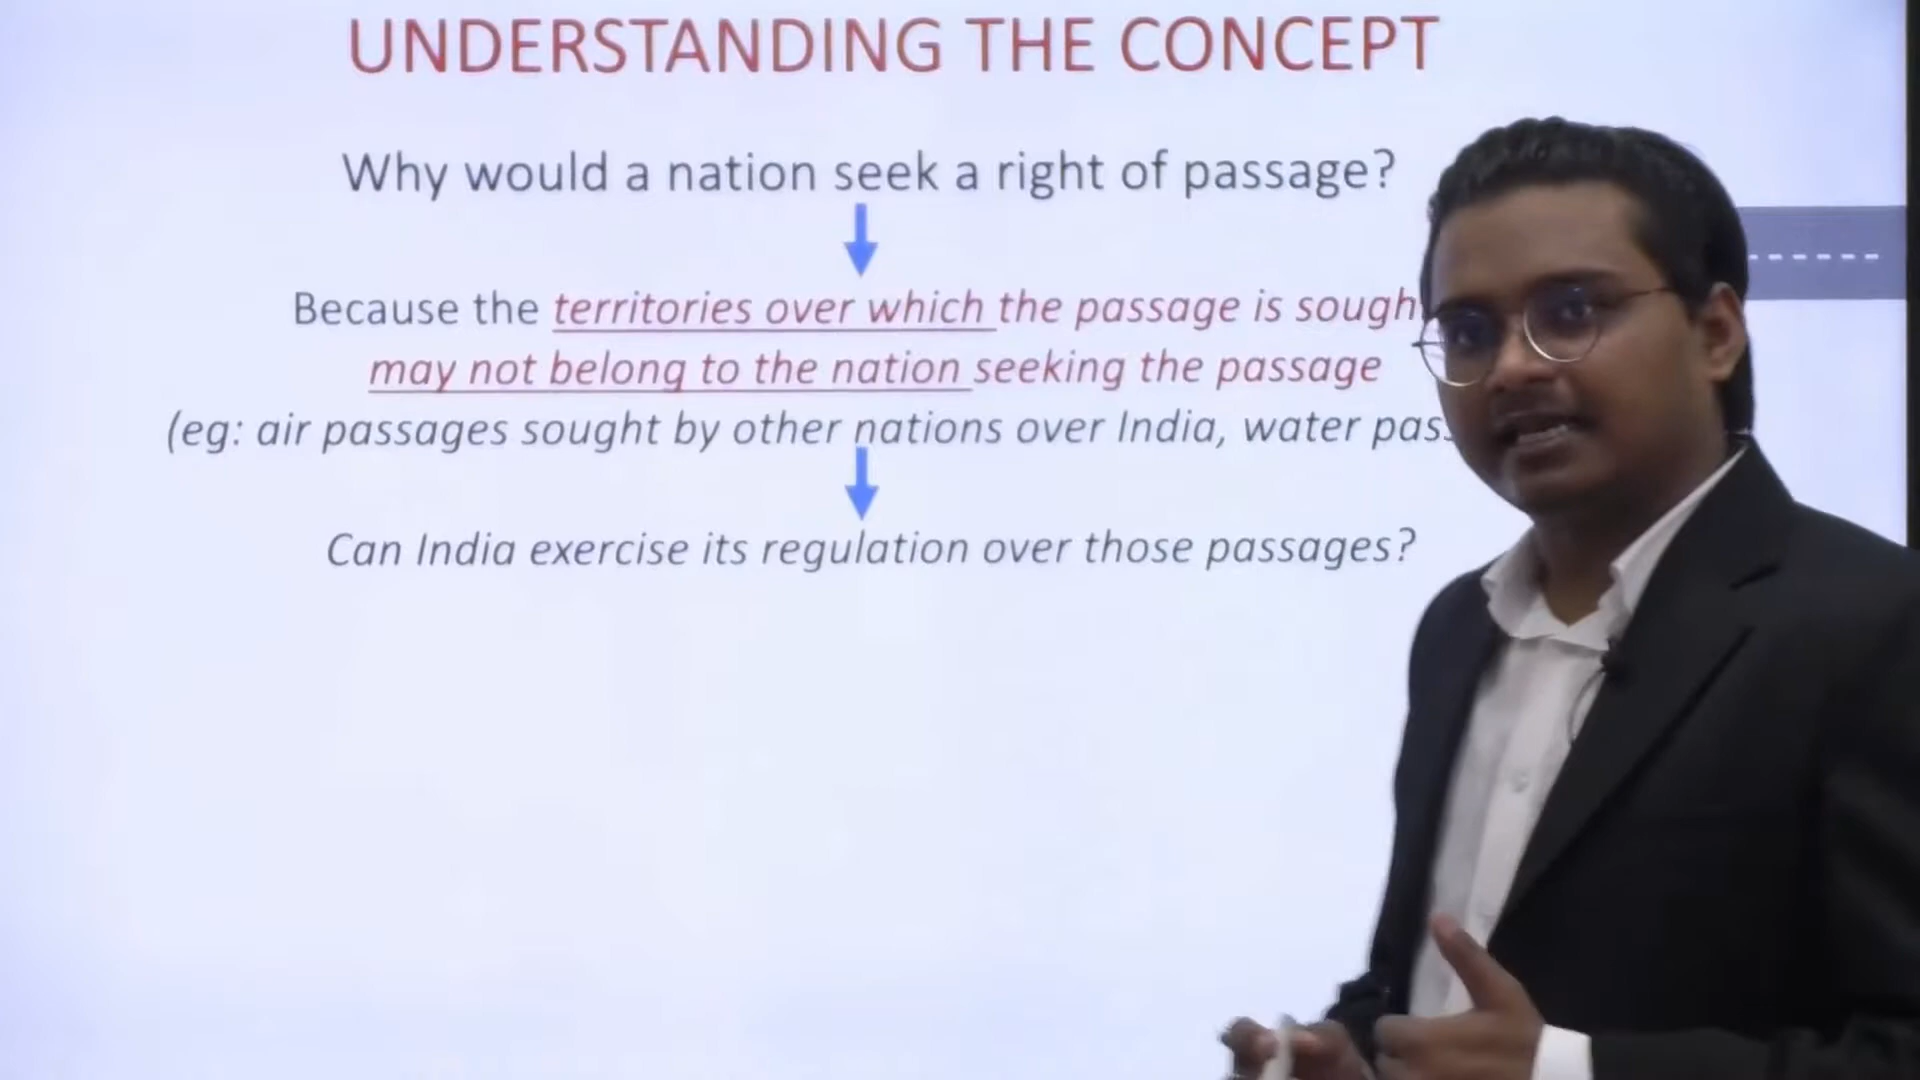 UNDERSTANDING THE CONCEPT
Why would a nation seek a right of passage?
Because the territories over which the passage is sough
may not belong to the nation seeking the passage
(eg: air passages sought by other nations over India, water pas
Can India exercise its regulation over those passages?